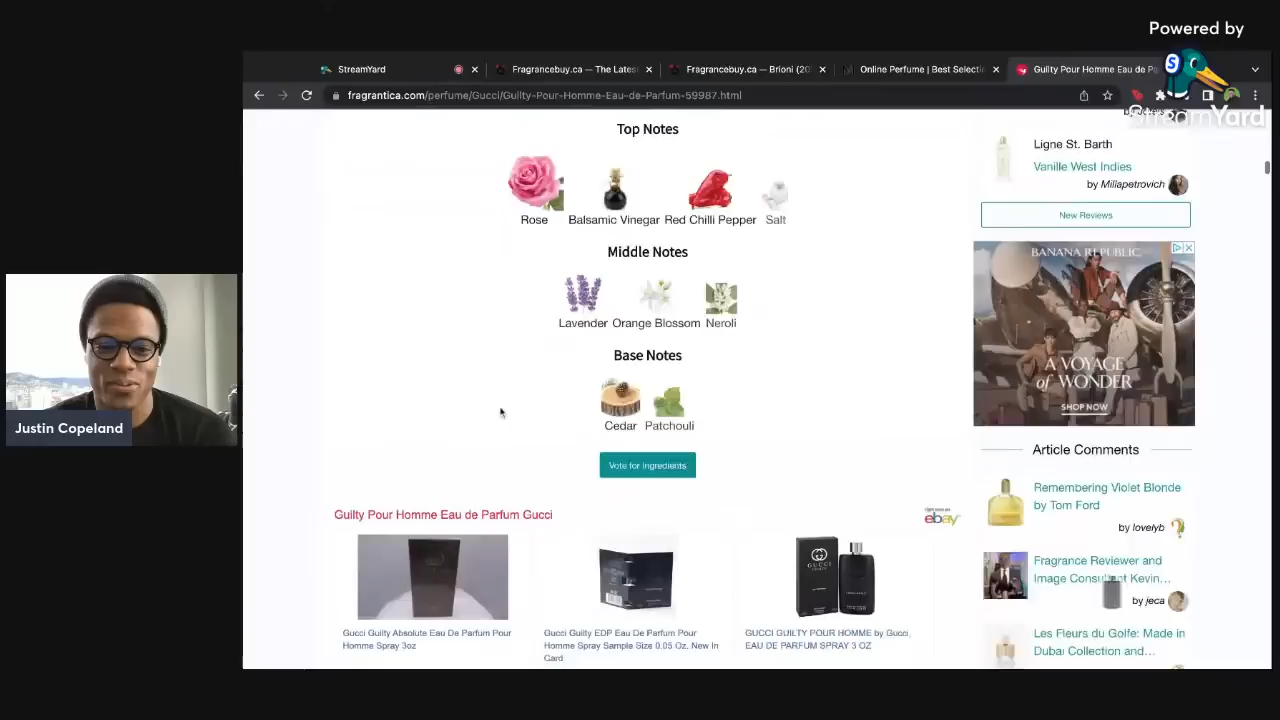 Powered by
StreamYard
StreamYard
Fragrancebuy.ca — The Lates
Fragrancebuy.ca — Brioni (20
Online Perfume | Best Selecti
Guilty Pour Homme Eau de Pa
fragrantica.com/perfume/Gucci/Guilty-Pour-Homme-Eau-de-Parfum-59987.html
Top Notes
Rose
Balsamic Vinegar
Red Chilli Pepper
Salt
Middle Notes
Lavender
Orange Blossom
Neroli
Base Notes
Cedar
Patchouli
Vote for Ingredients
Guilty Pour Homme Eau de Parfum Gucci
ebay
Gucci Guilty Absolute Eau De Parfum Pour
Homme Spray 3oz
Gucci Guilty EDP Eau De Parfum Pour
Homme Spray Sample Size 0.05 Oz. New In
Card
GUCCI GUILTY POUR HOMME by Gucci,
EAU DE PARFUM SPRAY 3 OZ
Ligne St. Barth
Vanille West Indies
by Millapetrovich
New Reviews
BANANA REPUBLIC
A VOYAGE
of WONDER
SHOP NOW
Article Comments
Remembering Violet Blonde
by Tom Ford
by lovelyb
Fragrance Reviewer and
Image Consultant Kevin...
by jeca
Les Fleurs du Golfe: Made in
Dubai Collection and...
Justin Copeland